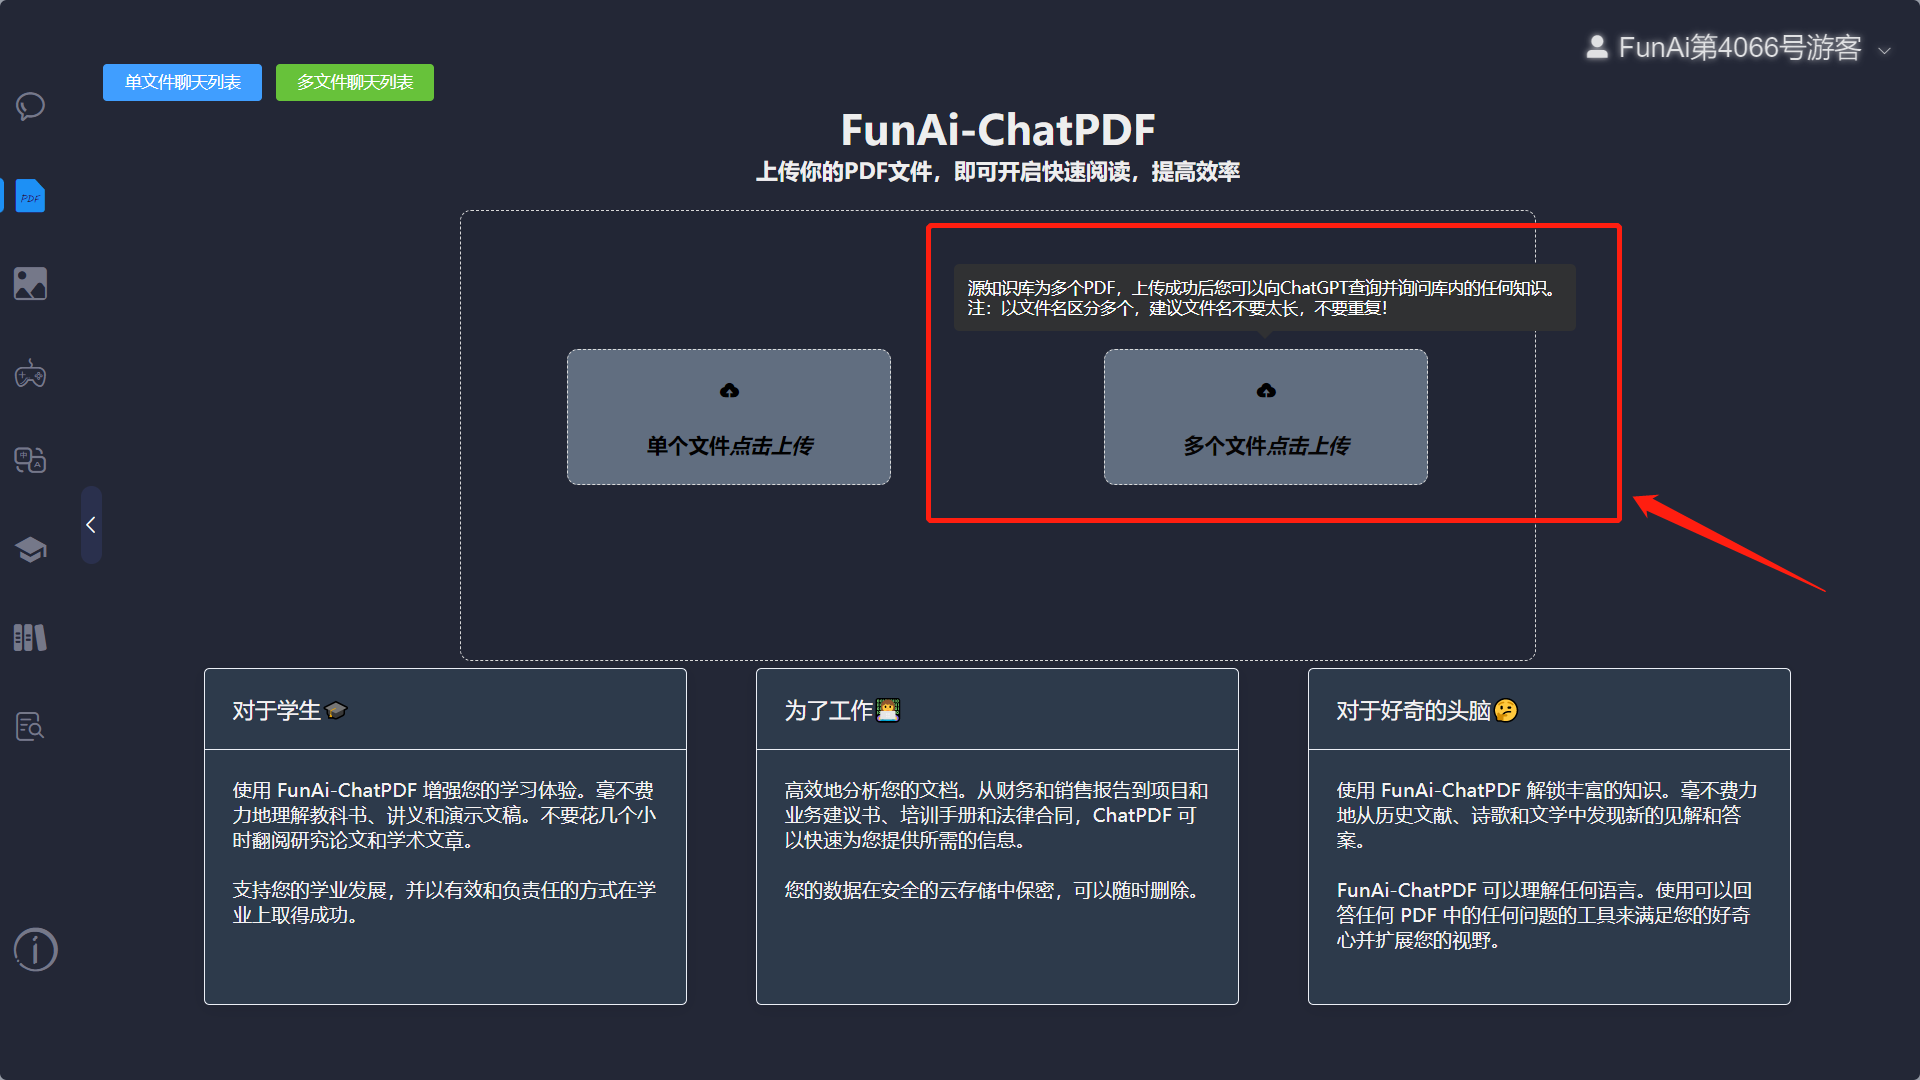 FunAi第4066号游客
单文件聊天列表
多文件聊天列表
FunAi-ChatPDF
上传你的PDF文件，即可开启快速阅读，提高效率
PDF
源知识库为多个PDF，上传成功后您可以向ChatGPT查询并询问库内的任何知识。
注：以文件名区分多个，建议文件名不要太长，不要重复！
单个文件点击上传
多个文件点击上传
中
A
对于学生🎓
使用 FunAi-ChatPDF 增强您的学习体验。毫不费
力地理解教科书、讲义和演示文稿。不要花几个小
时翻阅研究论文和学术文章。
支持您的学业发展，并以有效和负责任的方式在学
业上取得成功。
为了工作👨‍💻
高效地分析您的文档。从财务和销售报告到项目和
业务建议书、培训手册和法律合同，ChatPDF 可
以快速为您提供所需的信息。
您的数据在安全的云存储中保密，可以随时删除。
对于好奇的头脑🤔
使用 FunAi-ChatPDF 解锁丰富的知识。毫不费力
地从历史文献、诗歌和文学中发现新的见解和答
案。
FunAi-ChatPDF 可以理解任何语言。使用可以回
答任何 PDF 中的任何问题的工具来满足您的好奇
心并扩展您的视野。